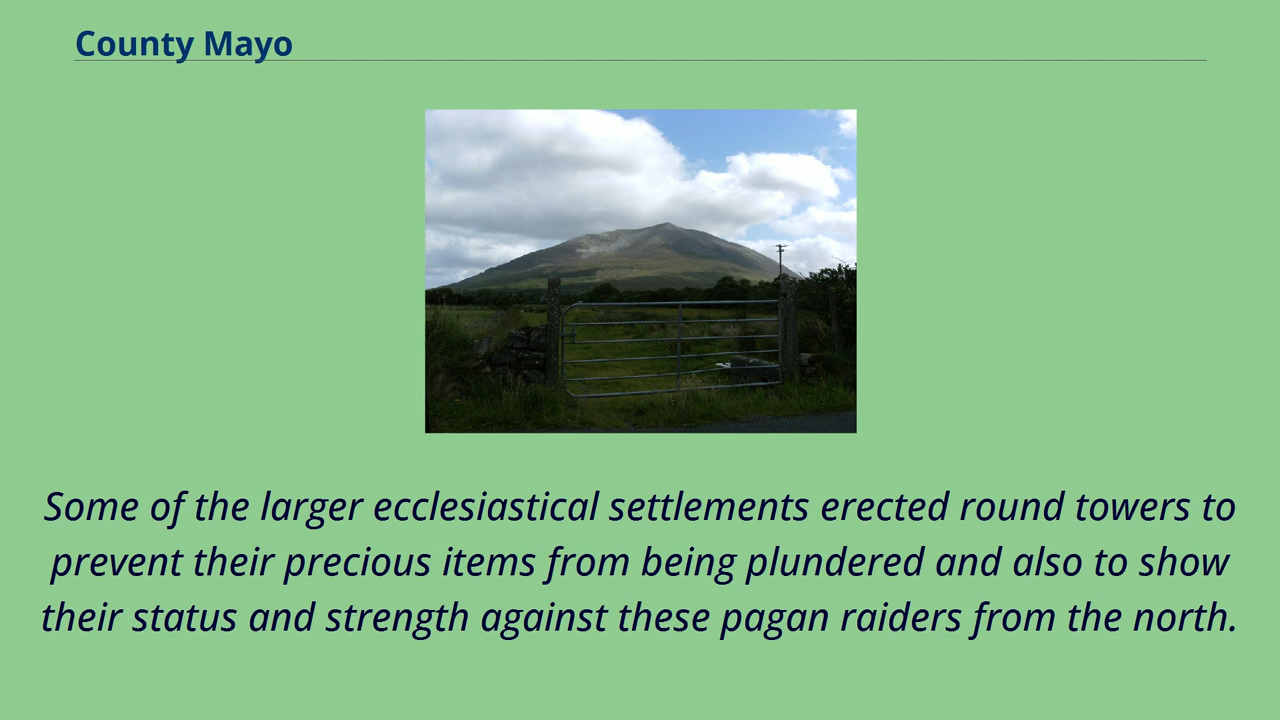 County Mayo
Some of the larger ecclesiastical settlements erected round towers to
prevent their precious items from being plundered and also to show
their status and strength against these pagan raiders from the north.